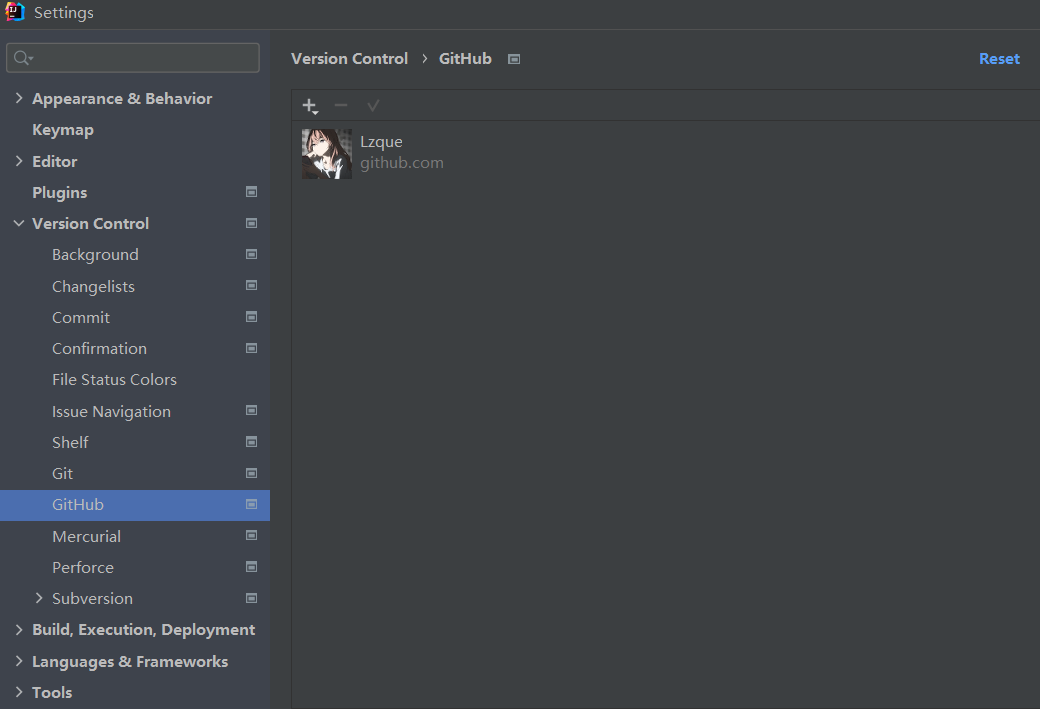 Settings
Appearance & Behavior
Keymap
Editor
Plugins
Version Control
Background
Changelists
Commit
Confirmation
File Status Colors
Issue Navigation
Shelf
Git
GitHub
Mercurial
Perforce
Subversion
Build, Execution, Deployment
Languages & Frameworks
Tools
Version Control › GitHub
Reset
Lzque
github.com